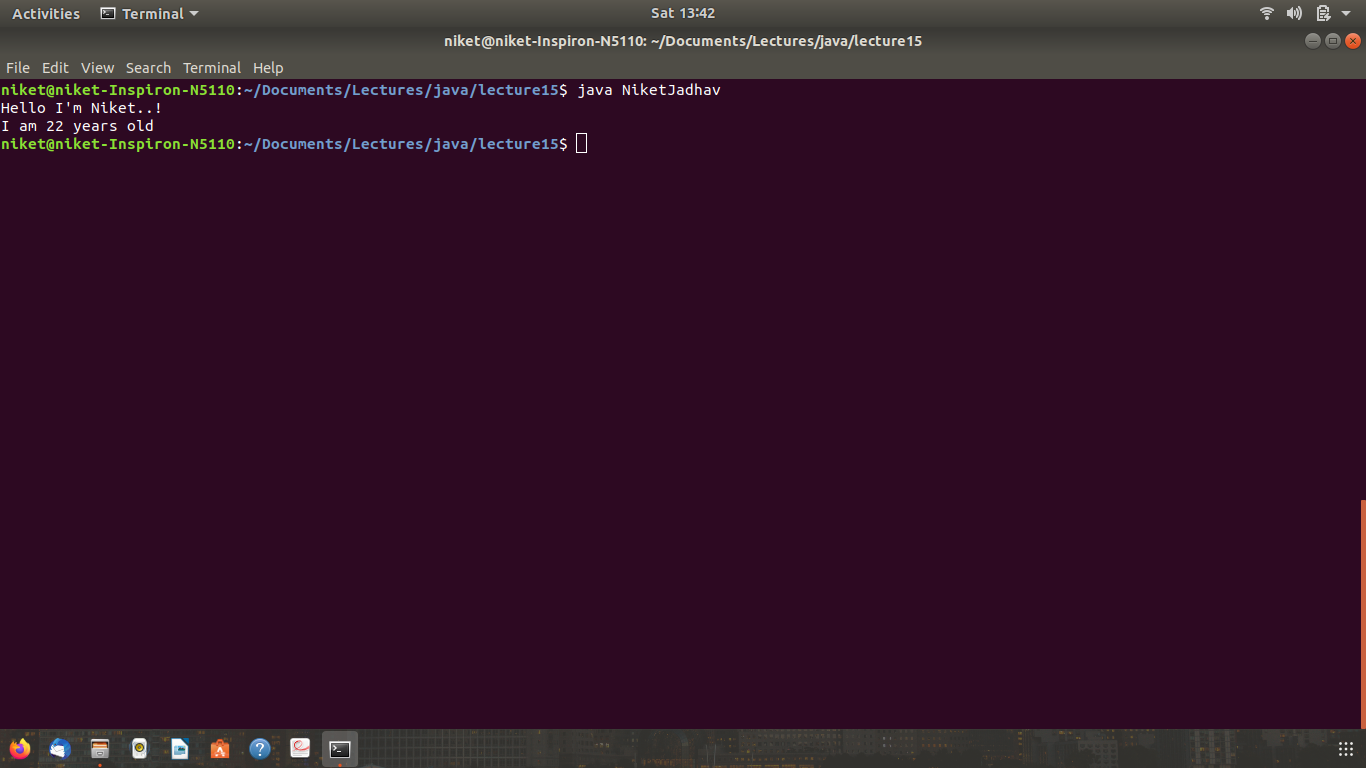 Activities Terminal Sat 13:42
niket@niket-Inspiron-N5110: ~/Documents/Lectures/java/lecture15
File Edit View Search Terminal Help
niket@niket-Inspiron-N5110:~/Documents/Lectures/java/lecture15$ java NiketJadhav
Hello I'm Niket..!
I am 22 years old
niket@niket-Inspiron-N5110:~/Documents/Lectures/java/lecture15$